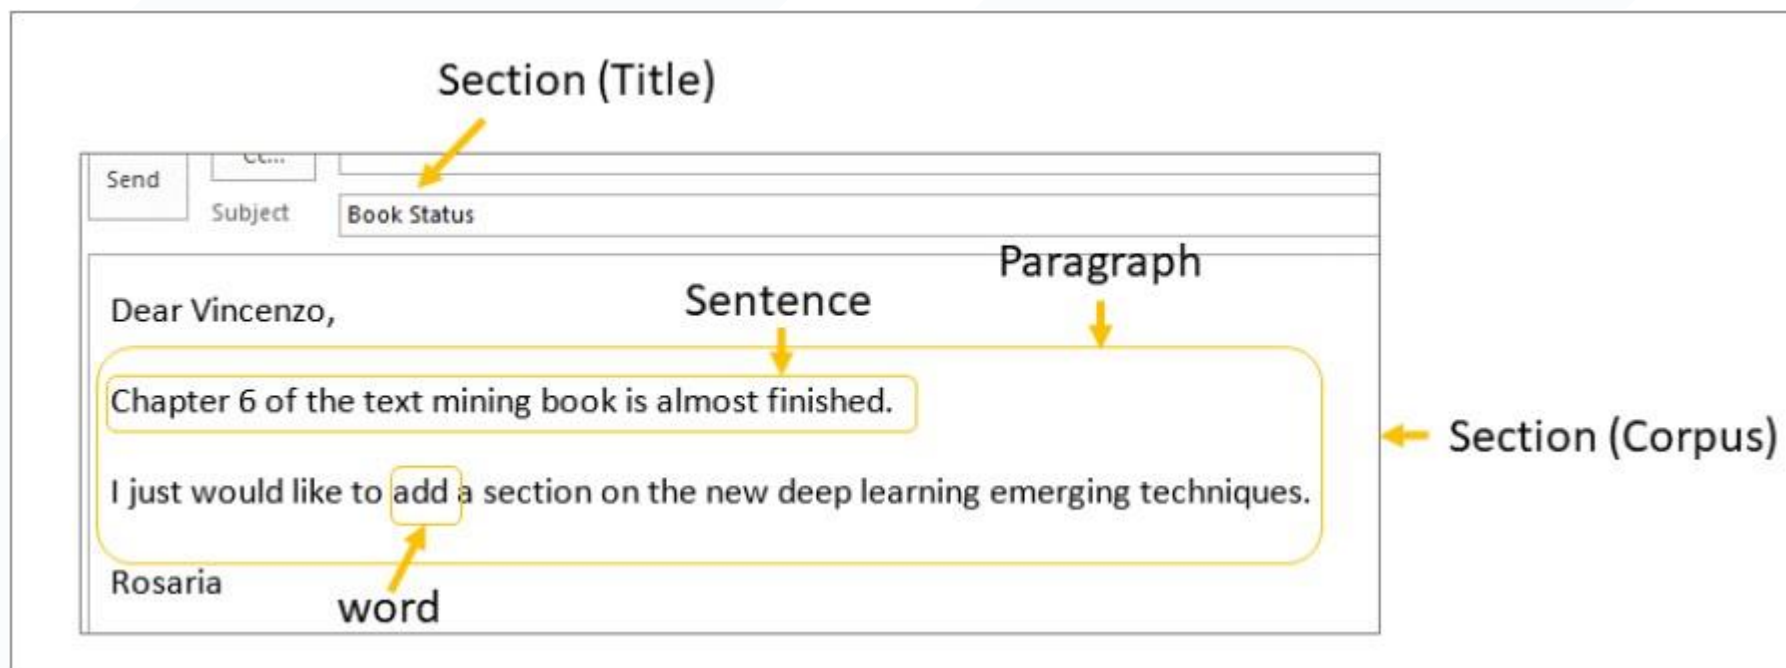 Section (Title)
Cc...
Send
Subject
Book Status
Paragraph
Sentence
Dear Vincenzo,
Chapter 6 of the text mining book is almost finished.
Section (Corpus)
I just would like to add a section on the new deep learning emerging techniques.
Rosaria
word